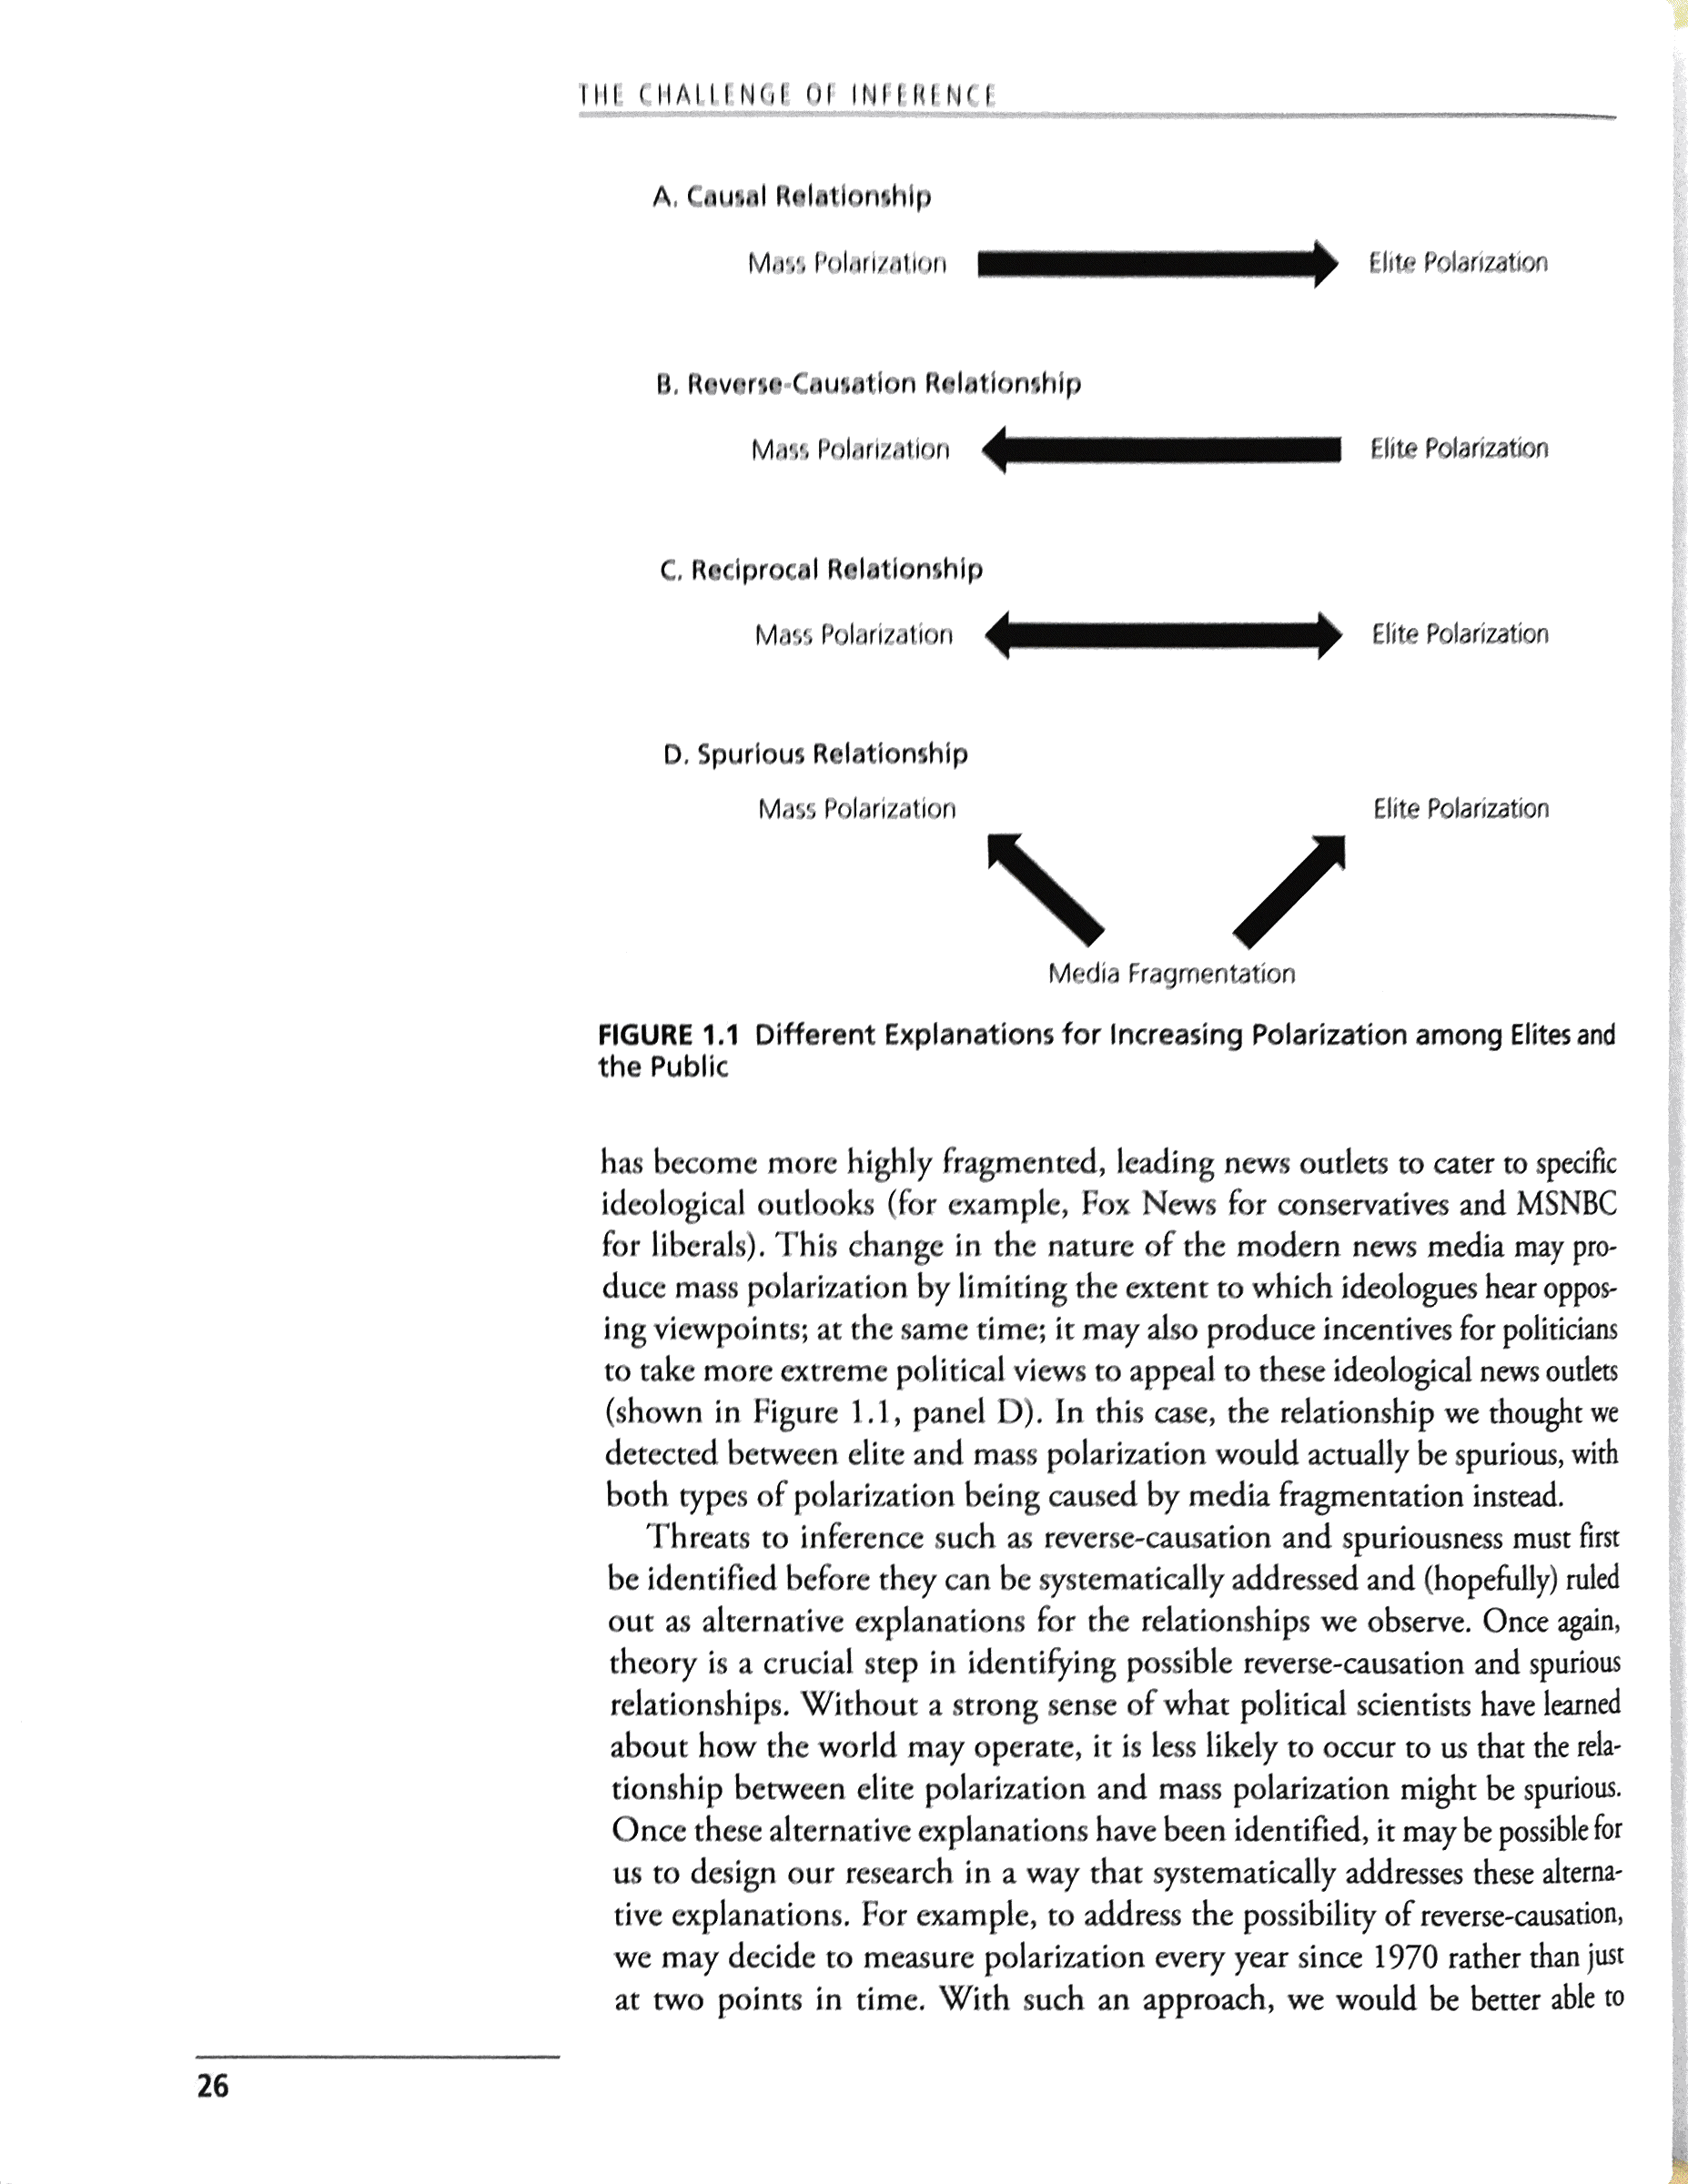 THE CHALLENGE OF INFERENCE
A. Causal Relationship
Mass Polarization Elite Polarization
B. Reverse-Causation Relationship
Mass Polarization Elite Polarization
C. Reciprocal Relationship
Mass Polarization Elite Polarization
D. Spurious Relationship
Mass Polarization Elite Polarization
Media Fragmentation
FIGURE 1.1 Different Explanations for Increasing Polarization among Elites and
the Public
has become more highly fragmented, leading news outlets to cater to specific
ideological outlooks (for example, Fox News for conservatives and MSNBC
for liberals). This change in the nature of the modern news media may pro-
duce mass polarization by limiting the extent to which ideologues hear oppos-
ing viewpoints; at the same time; it may also produce incentives for politicians
to take more extreme political views to appeal to these ideological news outlets
(shown in Figure 1.1, panel D). In this case, the relationship we thought we
detected between elite and mass polarization would actually be spurious, with
both types of polarization being caused by media fragmentation instead.
Threats to inference such as reverse-causation and spuriousness must first
be identified before they can be systematically addressed and (hopefully) ruled
out as alternative explanations for the relationships we observe. Once again,
theory is a crucial step in identifying possible reverse-causation and spurious
relationships. Without a strong sense of what political scientists have learned
about how the world may operate, it is less likely to occur to us that the rela-
tionship between elite polarization and mass polarization might be spurious.
Once these alternative explanations have been identified, it may be possible for
us to design our research in a way that systematically addresses these alterna-
tive explanations. For example, to address the possibility of reverse-causation,
we may decide to measure polarization every year since 1970 rather than just
at two points in time. With such an approach, we would be better able to
26